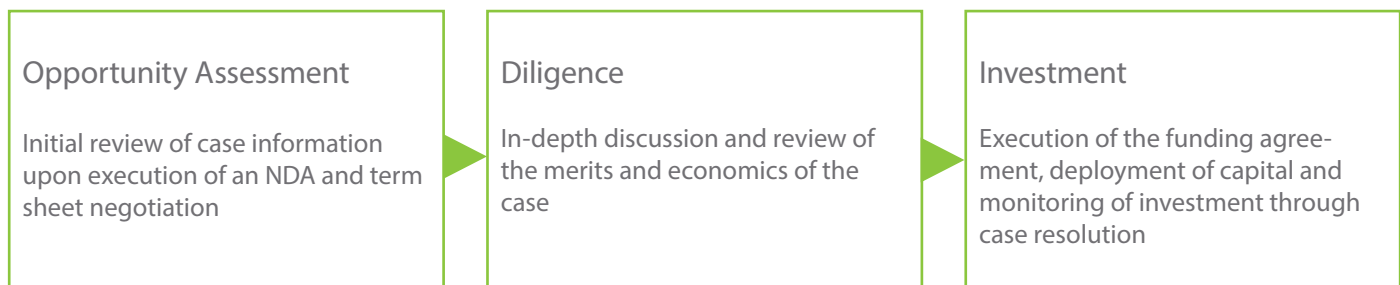 Opportunity Assessment
Initial review of case information
upon execution of an NDA and term
sheet negotiation
Diligence
In-depth discussion and review of
the merits and economics of the
case
Investment
Execution of the funding agree-
ment, deployment of capital and
monitoring of investment through
case resolution